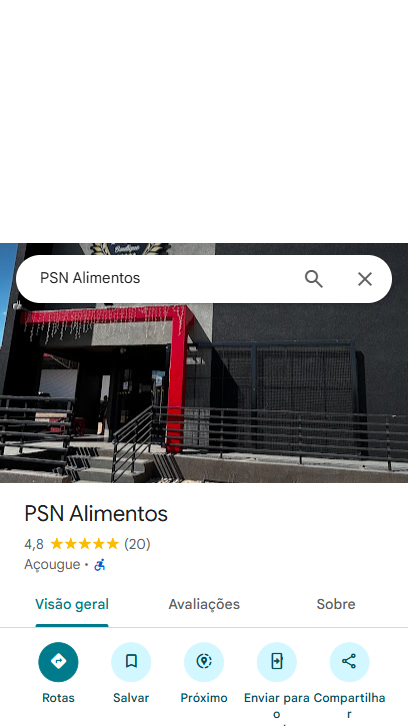 Boutique
PSN Alimentos
PSN Alimentos
4,8 (20)
Açougue ·
Visão geral Avaliações Sobre
Rotas Salvar Próximo Enviar para o Compartilhar